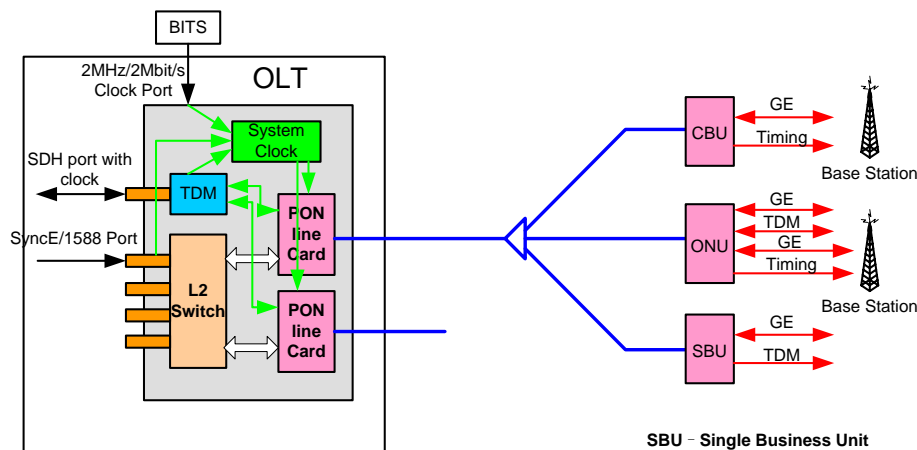 BITS
2MHz/2Mbit/s
Clock Port
OLT
System
Clock
SDH port with
clock
TDM
SyncE/1588 Port
L2
Switch
PON
line
Card
PON
line
Card
CBU
GE
Timing
Base Station
ONU
GE
TDM
GE
Timing
Base Station
SBU
GE
TDM
SBU – Single Business Unit